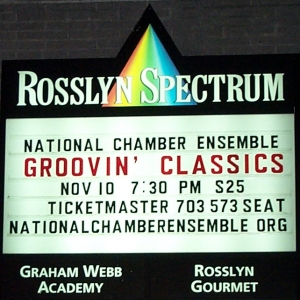 ROSSLYN SPECTRUM
NATIONAL CHAMBER ENSEMBLE
GROOVIN' CLASSICS
NOV 10 7:30 PM S25
TICKETMASTER 703 573 SEAT
NATIONALCHAMBERENSEMBLE ORG
GRAHAM WEBB ACADEMY
ROSSLYN GOURMET